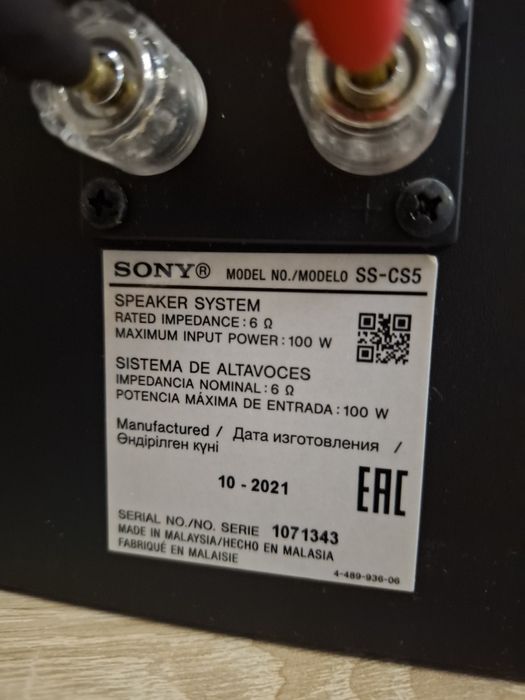 SONY® MODEL NO./MODELO SS-CS5
SPEAKER SYSTEM
RATED IMPEDANCE : 6 Ω
MAXIMUM INPUT POWER : 100 W
SISTEMA DE ALTAVOCES
IMPEDANCIA NOMINAL : 6 Ω
POTENCIA MÁXIMA DE ENTRADA : 100 W
Manufactured / Дата изготовления /
Өндірілген күні
10 - 2021
EAC
SERIAL NO./NO. SERIE 1071343
MADE IN MALAYSIA/HECHO EN MALASIA
FABRIQUÉ EN MALAISIE
4-489-936-06